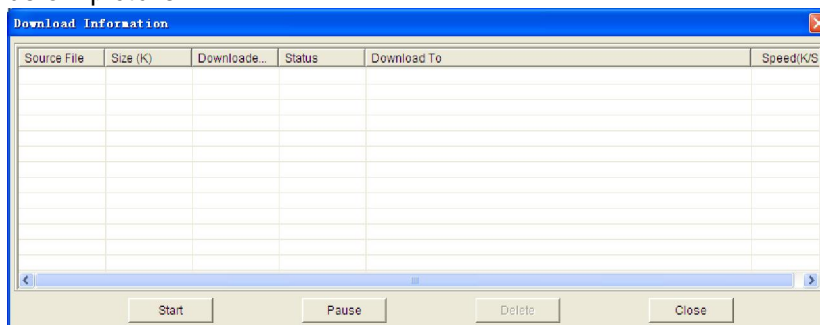 Download Information
Source File Size (K) Downloade... Status Download To Speed(K/S
Start Pause Delete Close